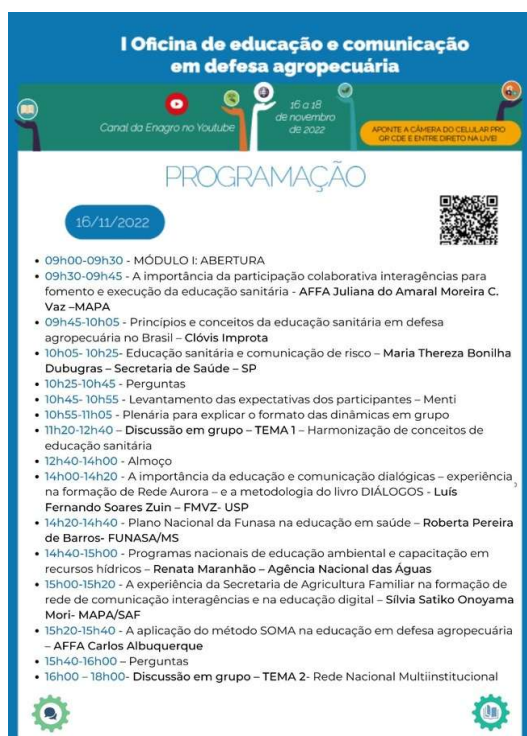 I Oficina de educação e comunicação
em defesa agropecuária
Canal da Enagro no Youtube
16 a 18
de novembro
de 2022
APONTE A CÂMERA DO CELULAR PRO
QR CDE E ENTRE DIRETO NA LIVE!
PROGRAMAÇÃO
16/11/2022
• 09h00-09h30 - MÓDULO I: ABERTURA
• 09h30-09h45 - A importância da participação colaborativa interagências para
fomento e execução da educação sanitária - AFFA Juliana do Amaral Moreira C.
Vaz –MAPA
• 09h45-10h05 - Princípios e conceitos da educação sanitária em defesa
agropecuária no Brasil – Clóvis Improta
• 10h05- 10h25- Educação sanitária e comunicação de risco – Maria Thereza Bonilha
Dubugras – Secretaria de Saúde – SP
• 10h25-10h45 - Perguntas
• 10h45- 10h55 - Levantamento das expectativas dos participantes – Menti
• 10h55-11h05 - Plenária para explicar o formato das dinâmicas em grupo
• 11h20-12h40 – Discussão em grupo – TEMA 1 – Harmonização de conceitos de
educação sanitária
• 12h40-14h00 - Almoço
• 14h00-14h20 - A importância da educação e comunicação dialógicas – experiência
na formação de Rede Aurora – e a metodologia do livro DIÁLOGOS - Luís
Fernando Soares Zuin – FMVZ- USP
• 14h20-14h40 - Plano Nacional da Funasa na educação em saúde – Roberta Pereira
de Barros- FUNASA/MS
• 14h40-15h00 - Programas nacionais de educação ambiental e capacitação em
recursos hídricos – Renata Maranhão – Agência Nacional das Águas
• 15h00-15h20 - A experiência da Secretaria de Agricultura Familiar na formação de
rede de comunicação interagências e na educação digital – Sílvia Satiko Onoyama
Mori- MAPA/SAF
• 15h20-15h40 - A aplicação do método SOMA na educação em defesa agropecuária
– AFFA Carlos Albuquerque
• 15h40-16h00 – Perguntas
• 16h00 – 18h00- Discussão em grupo – TEMA 2- Rede Nacional Multiinstitucional